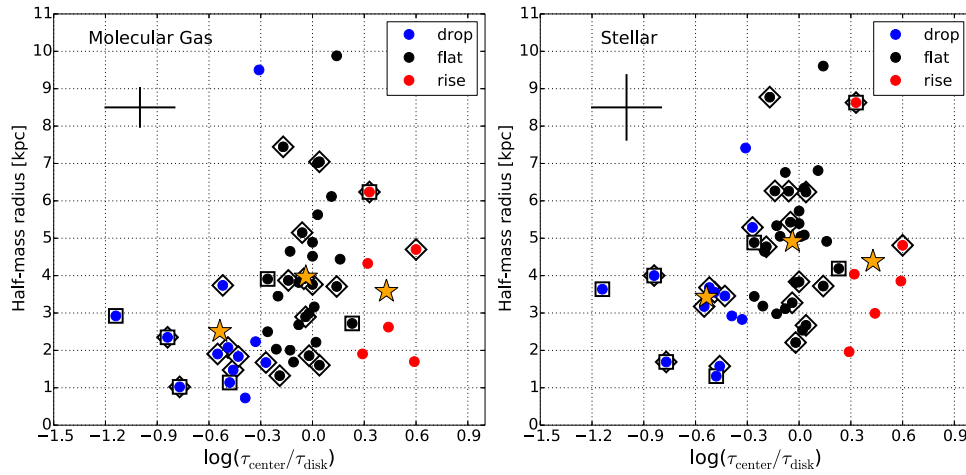 Molecular Gas
drop
flat
rise
Half-mass radius [kpc]
11
10
9
8
7
6
5
4
3
2
1
0
−1.5 −1.2 −0.9 −0.6 −0.3 0.0 0.3 0.6 0.9
log(τcenter/τdisk)
Stellar
drop
flat
rise
Half-mass radius [kpc]
11
10
9
8
7
6
5
4
3
2
1
0
−1.5 −1.2 −0.9 −0.6 −0.3 0.0 0.3 0.6 0.9
log(τcenter/τdisk)